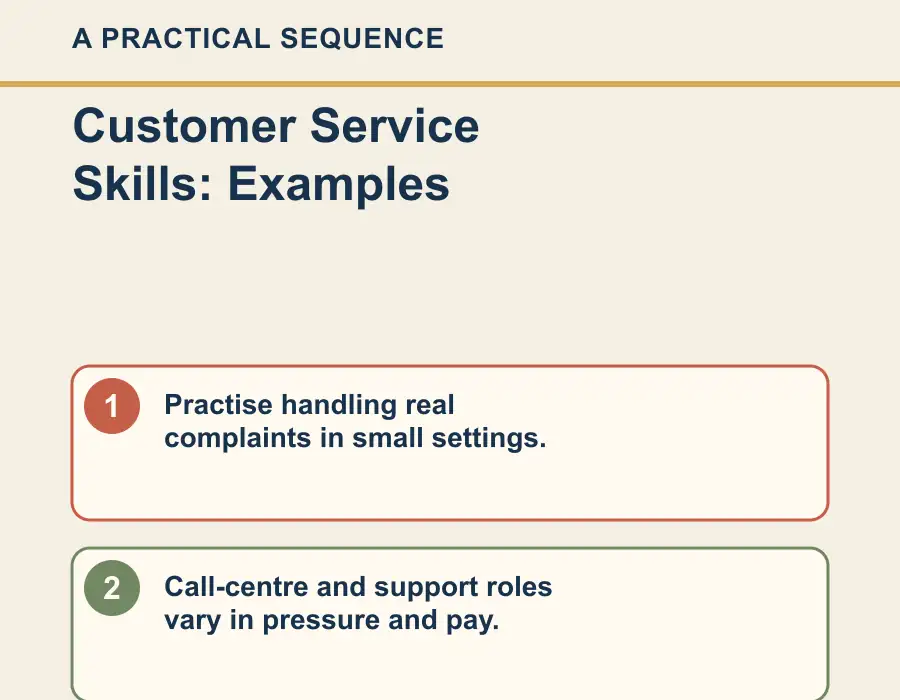 A PRACTICAL SEQUENCE
Customer Service
Skills: Examples
1
Practise handling real
complaints in small settings.
2
Call-centre and support roles
vary in pressure and pay.